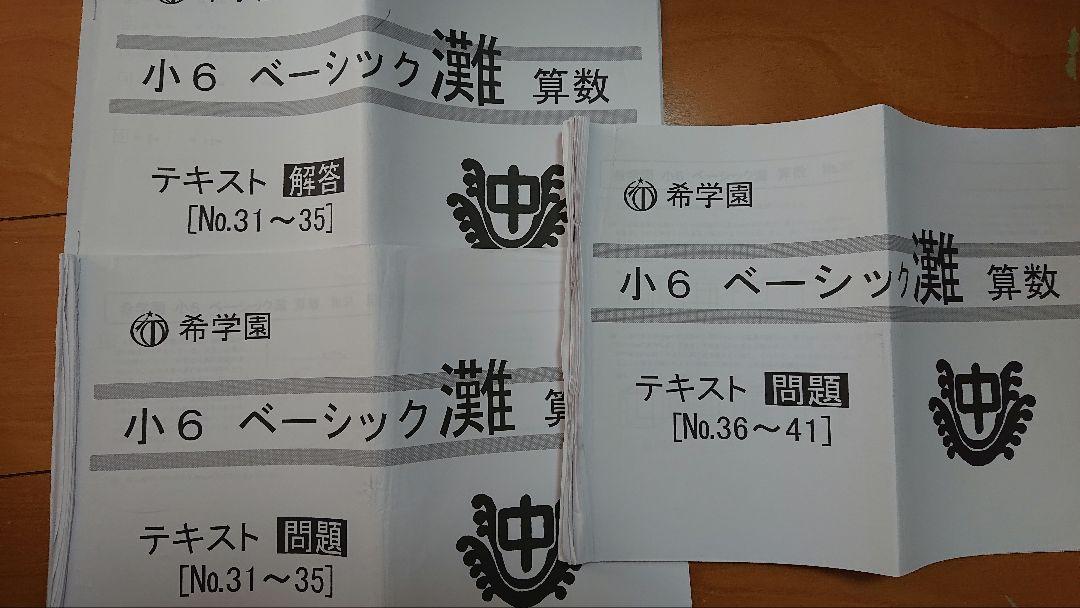 小6 ベーシック灘 算数
テキスト 解答
[No.31～35]
中
希学園
小6 ベーシック灘
テキスト 問題
[No.31～35]
中
希学園
小6 ベーシック灘 算数
テキスト 問題
[No.36～41]
中